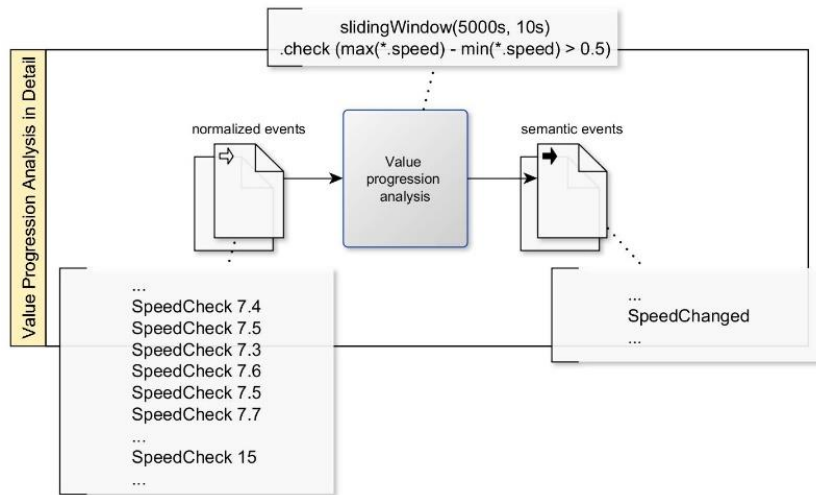 slidingWindow(5000s, 10s)
.check (max(*.speed) - min(*.speed) > 0.5)
Value Progression Analysis in Detail
normalized events
Value
progression
analysis
semantic events
...
SpeedCheck 7.4
SpeedCheck 7.5
SpeedCheck 7.3
SpeedCheck 7.6
SpeedCheck 7.5
SpeedCheck 7.7
...
SpeedCheck 15
...
...
SpeedChanged
...